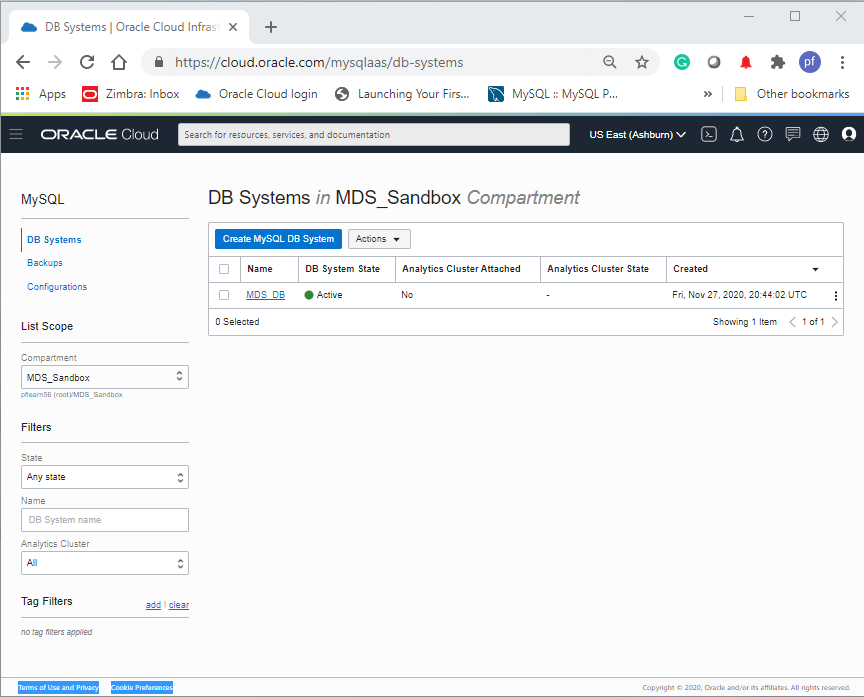 DB Systems | Oracle Cloud Infrast
https://cloud.oracle.com/mysqlaas/db-systems
pf
Apps
Zimbra: Inbox
Oracle Cloud login
Launching Your Firs...
MySQL :: MySQL P...
»
Other bookmarks
ORACLE Cloud
Search for resources, services, and documentation
US East (Ashburn)
MySQL
DB Systems
Backups
Configurations
List Scope
Compartment
MDS_Sandbox
pflearn56 (root)/MDS_Sandbox
Filters
State
Any state
Name
DB System name
Analytics Cluster
All
Tag Filters
add | clear
no tag filters applied
DB Systems in MDS_Sandbox Compartment
Create MySQL DB System Actions
Name DB System State Analytics Cluster Attached Analytics Cluster State Created
MDS_DB Active No - Fri, Nov 27, 2020, 20:44:02 UTC
0 Selected Showing 1 Item < 1 of 1 >
Terms of Use and Privacy Cookie Preferences Copyright © 2020, Oracle and/or its affiliates. All rights reserved.